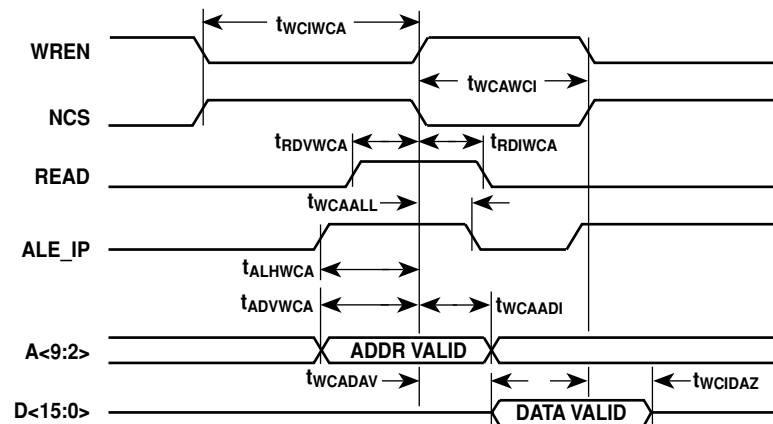 tWCIWCA
WREN
tWCAWCI
NCS
tRDVWCA
tRDIWCA
READ
tWCAALL
ALE_IP
tALHWCA
tADVWCA
tWCAADI
A<9:2>
ADDR VALID
tWCADAV
tWCIDAZ
D<15:0>
DATA VALID